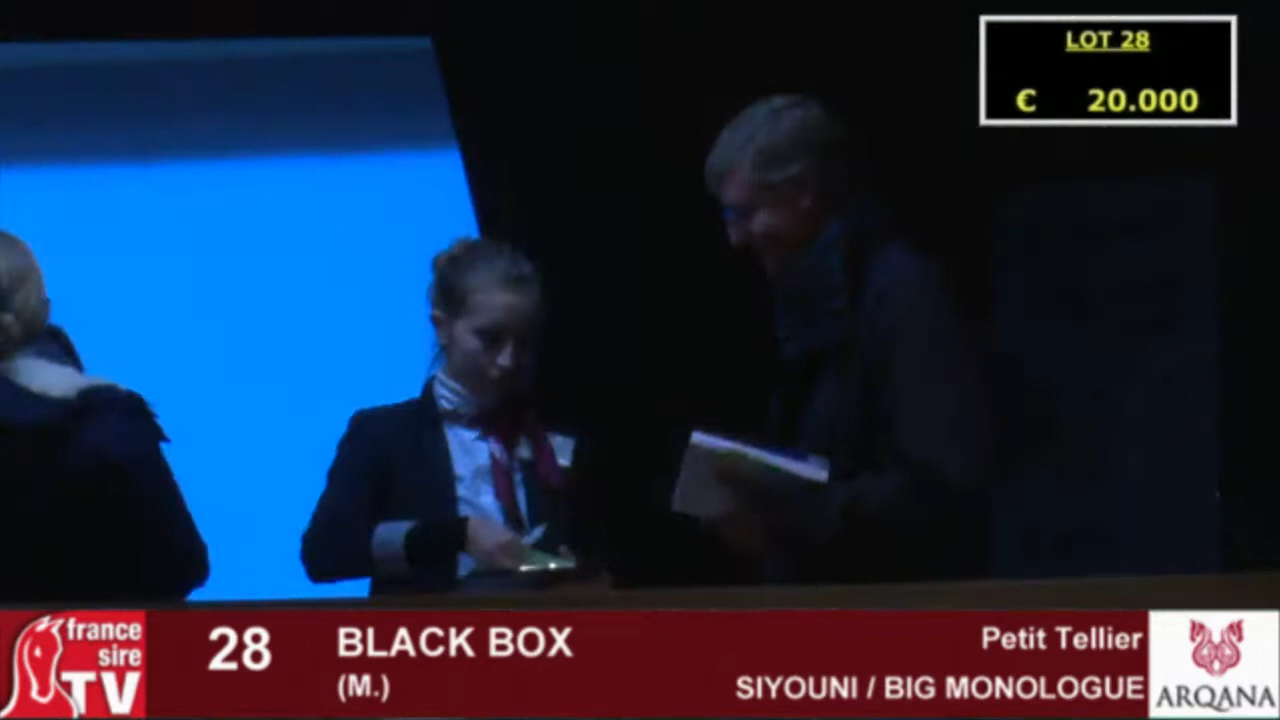 LOT 28
€ 20.000
france
sire
TV
28
BLACK BOX
(M.)
Petit Tellier
SIYOUNI / BIG MONOLOGUE
ARQANA